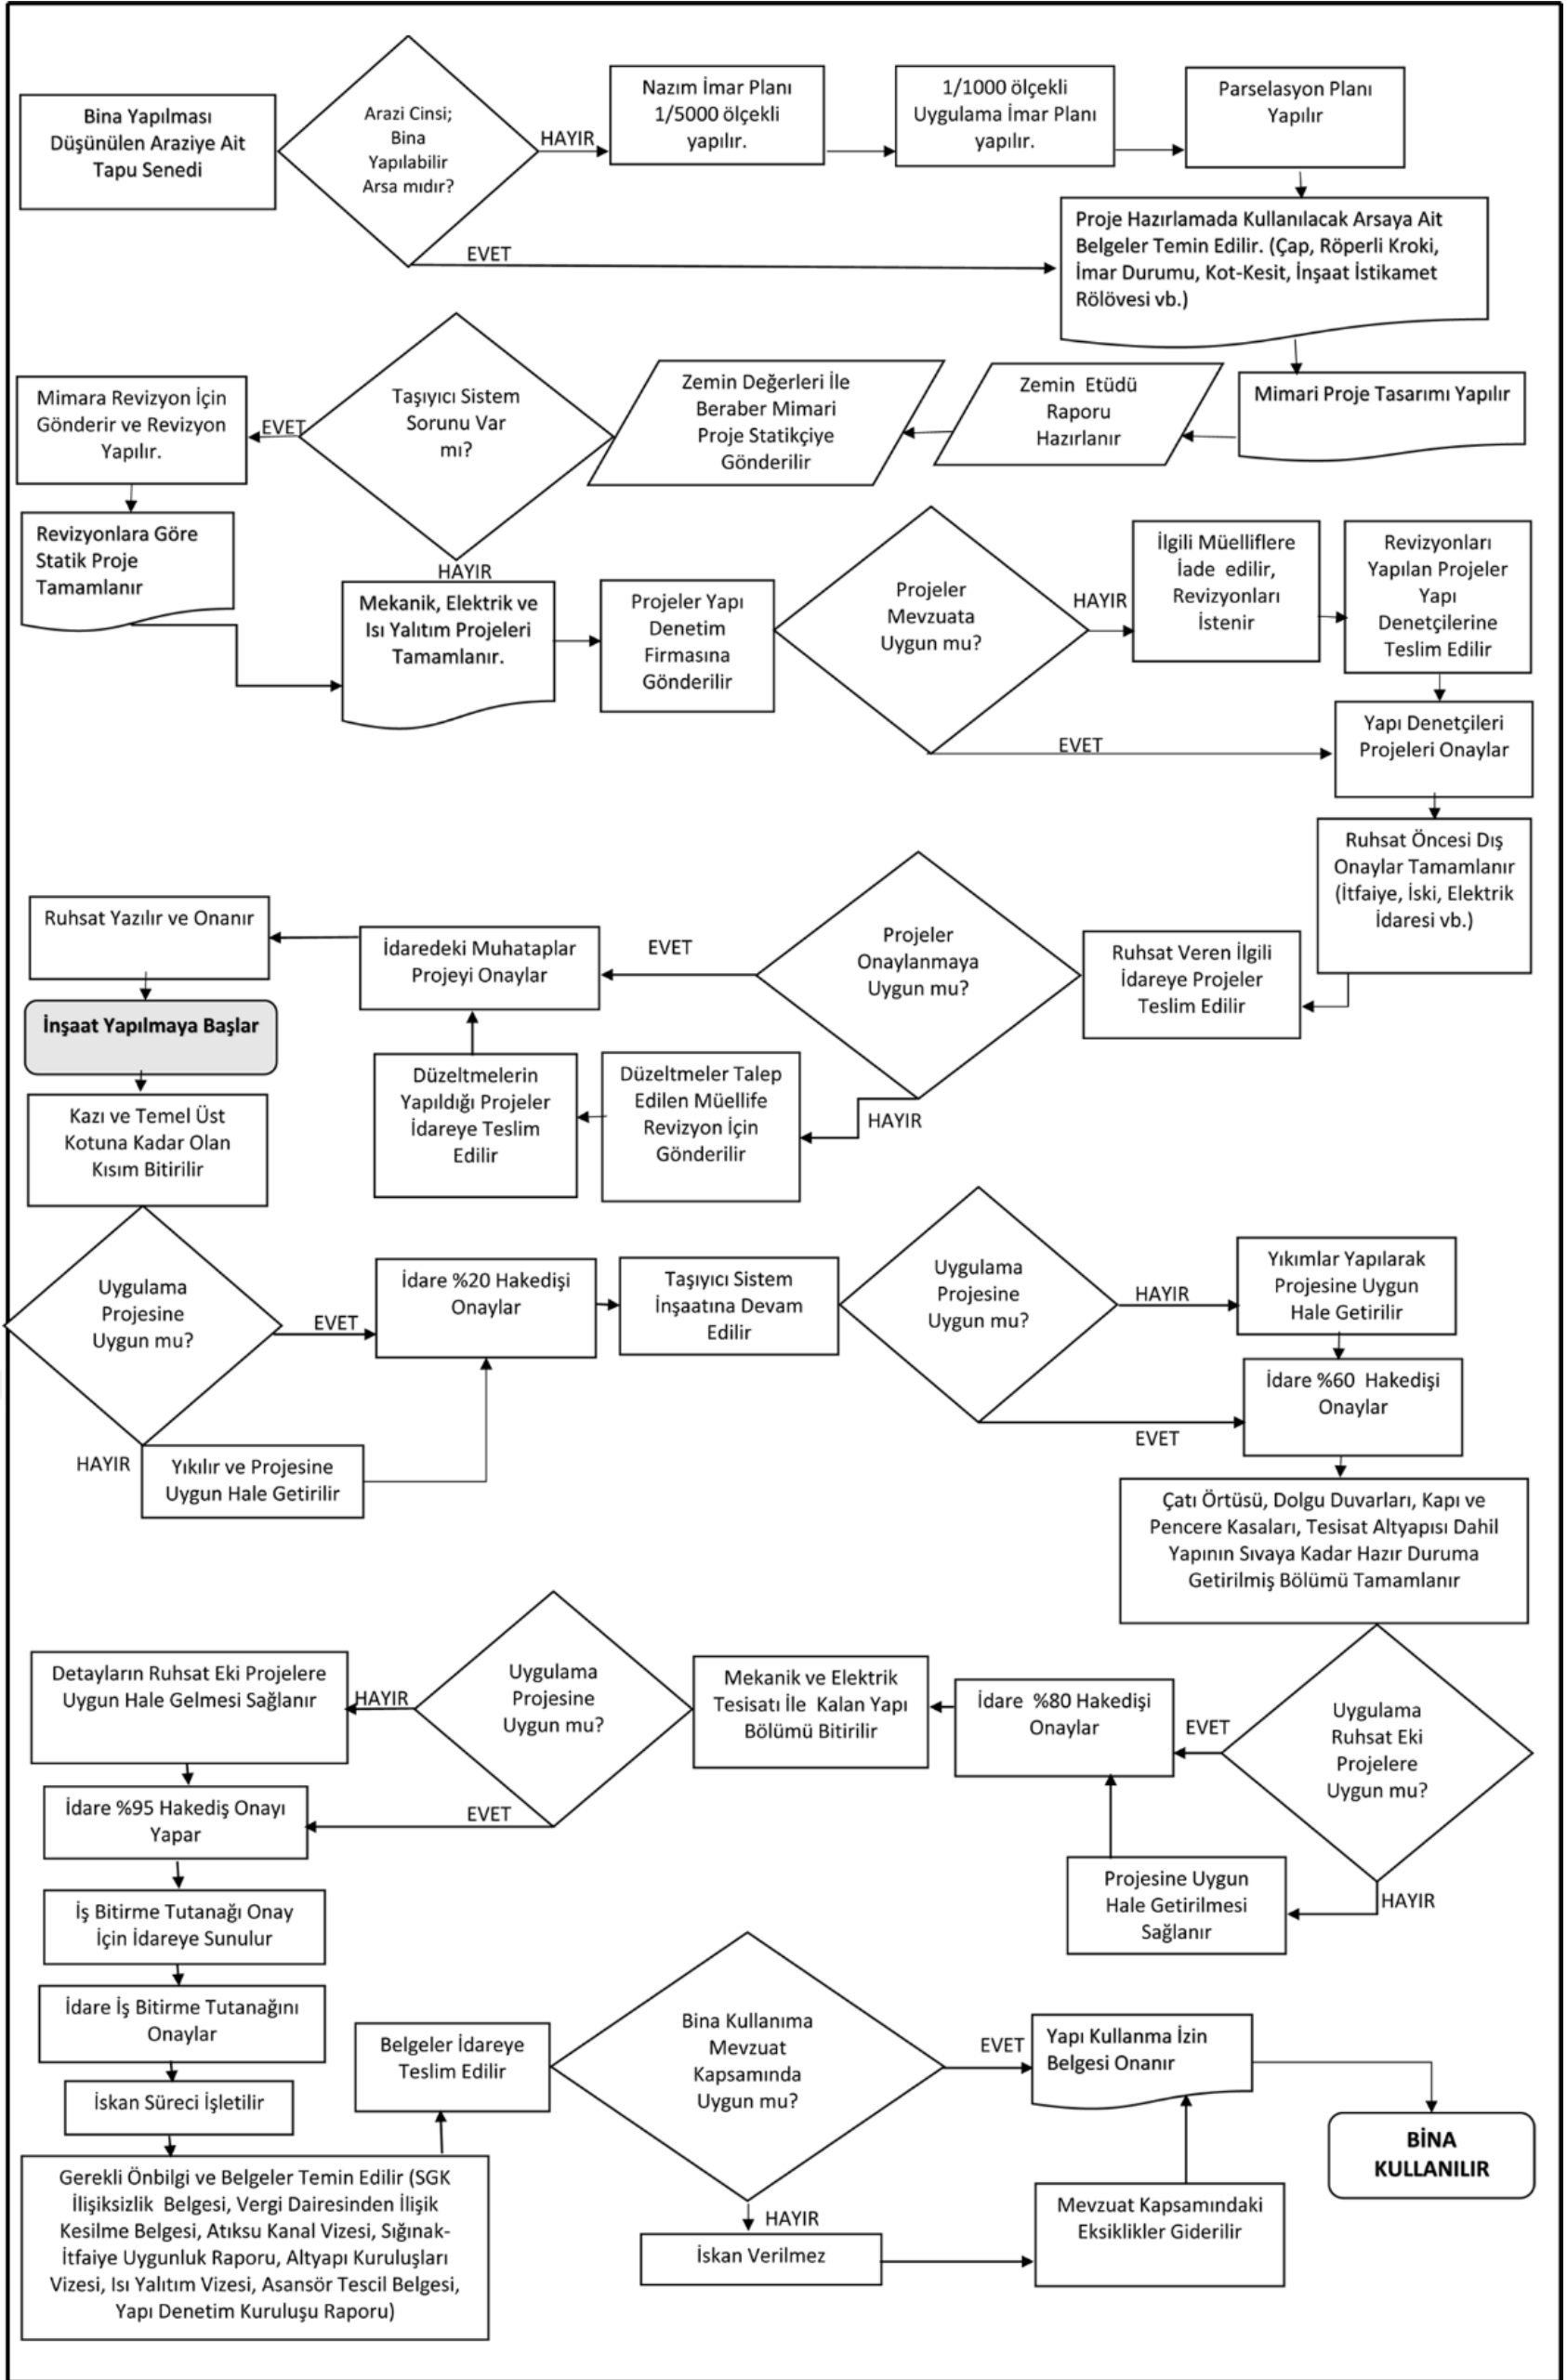 Bina Yapılması
Düşünülen Araziye Ait
Tapu Senedi
Arazi Cinsi;
Bina
Yapılabilir
Arsa mıdır?
HAYIR
Nazım İmar Planı
1/5000 ölçekli
yapılır.
1/1000 ölçekli
Uygulama İmar Planı
yapılır.
Parselasyon Planı
Yapılır
EVET
Proje Hazırlamada Kullanılacak Arsaya Ait
Belgeler Temin Edilir. (Çap, Röperli Kroki,
İmar Durumu, Kot-Kesit, İnşaat İstikamet
Rölövesi vb.)
Mimari Proje Tasarımı Yapılır
Zemin Etüdü
Raporu
Hazırlanır
Zemin Değerleri İle
Beraber Mimari
Proje Statikçiye
Gönderilir
Taşıyıcı Sistem
Sorunu Var
mı?
EVET
Mimara Revizyon İçin
Gönderir ve Revizyon
Yapılır.
Revizyonlara Göre
Statik Proje
Tamamlanır
HAYIR
Mekanik, Elektrik ve
Isı Yalıtım Projeleri
Tamamlanır.
Projeler Yapı
Denetim
Firmasına
Gönderilir
Projeler
Mevzuata
Uygun mu?
HAYIR
İlgili Müelliflere
İade edilir,
Revizyonları
İstenir
Revizyonları
Yapılan Projeler
Yapı
Denetçilerine
Teslim Edilir
EVET
Yapı Denetçileri
Projeleri Onaylar
Ruhsat Öncesi Dış
Onaylar Tamamlanır
(İtfaiye, İski, Elektrik
İdaresi vb.)
Ruhsat Veren İlgili
İdareye Projeler
Teslim Edilir
Projeler
Onaylanmaya
Uygun mu?
EVET
İdaredeki Muhataplar
Projeyi Onaylar
Ruhsat Yazılır ve Onanır
HAYIR
Düzeltmeler Talep
Edilen Müellife
Revizyon İçin
Gönderilir
Düzeltmelerin
Yapıldığı Projeler
İdareye Teslim
Edilir
İnşaat Yapılmaya Başlar
Kazı ve Temel Üst
Kotuna Kadar Olan
Kısım Bitirilir
Uygulama
Projesine
Uygun mu?
EVET
HAYIR
Yıkılır ve Projesine
Uygun Hale Getirilir
İdare %20 Hakedişi
Onaylar
Taşıyıcı Sistem
İnşaatına Devam
Edilir
Uygulama
Projesine
Uygun mu?
HAYIR
Yıkımlar Yapılarak
Projesine Uygun
Hale Getirilir
EVET
İdare %60 Hakedişi
Onaylar
Çatı Örtüsü, Dolgu Duvarları, Kapı ve
Pencere Kasaları, Tesisat Altyapısı Dahil
Yapının Sıvaya Kadar Hazır Duruma
Getirilmiş Bölümü Tamamlanır
Uygulama
Ruhsat Eki
Projelere
Uygun mu?
EVET
HAYIR
Projesine Uygun
Hale Getirilmesi
Sağlanır
İdare %80 Hakedişi
Onaylar
Mekanik ve Elektrik
Tesisatı İle Kalan Yapı
Bölümü Bitirilir
Uygulama
Projesine
Uygun mu?
HAYIR
Detayların Ruhsat Eki Projelere
Uygun Hale Gelmesi Sağlanır
EVET
İdare %95 Hakediş Onayı
Yapar
İş Bitirme Tutanağı Onay
İçin İdareye Sunulur
İdare İş Bitirme Tutanağını
Onaylar
İskan Süreci İşletilir
Gerekli Önbilgi ve Belgeler Temin Edilir (SGK
İlişiksizlik Belgesi, Vergi Dairesinden İlişik
Kesilme Belgesi, Atıksu Kanal Vizesi, Sığınak-
İtfaiye Uygunluk Raporu, Altyapı Kuruluşları
Vizesi, Isı Yalıtım Vizesi, Asansör Tescil Belgesi,
Yapı Denetim Kuruluşu Raporu)
Belgeler İdareye
Teslim Edilir
Bina Kullanıma
Mevzuat
Kapsamında
Uygun mu?
EVET
Yapı Kullanma İzin
Belgesi Onanır
HAYIR
İskan Verilmez
Mevzuat Kapsamındaki
Eksiklikler Giderilir
BİNA
KULLANILIR